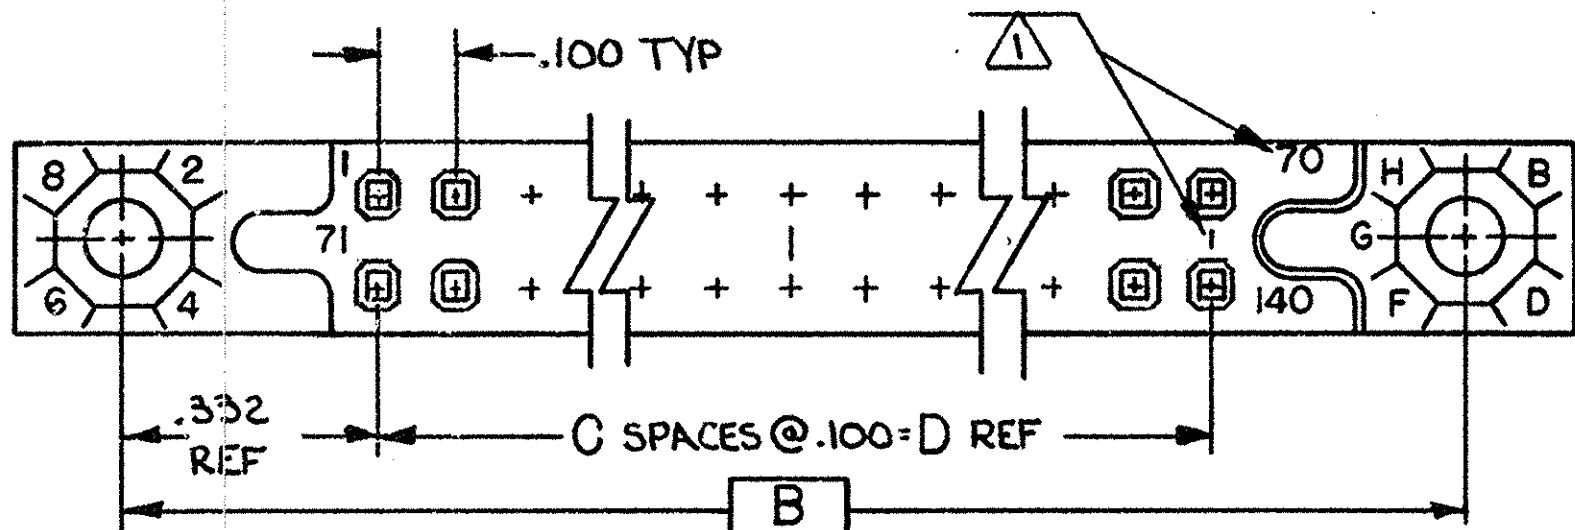 .100 TYP
1
8 2
1
70
H B
71
G
6 4
140
F D
.332
REF
C SPACES @ .100 = D REF
B